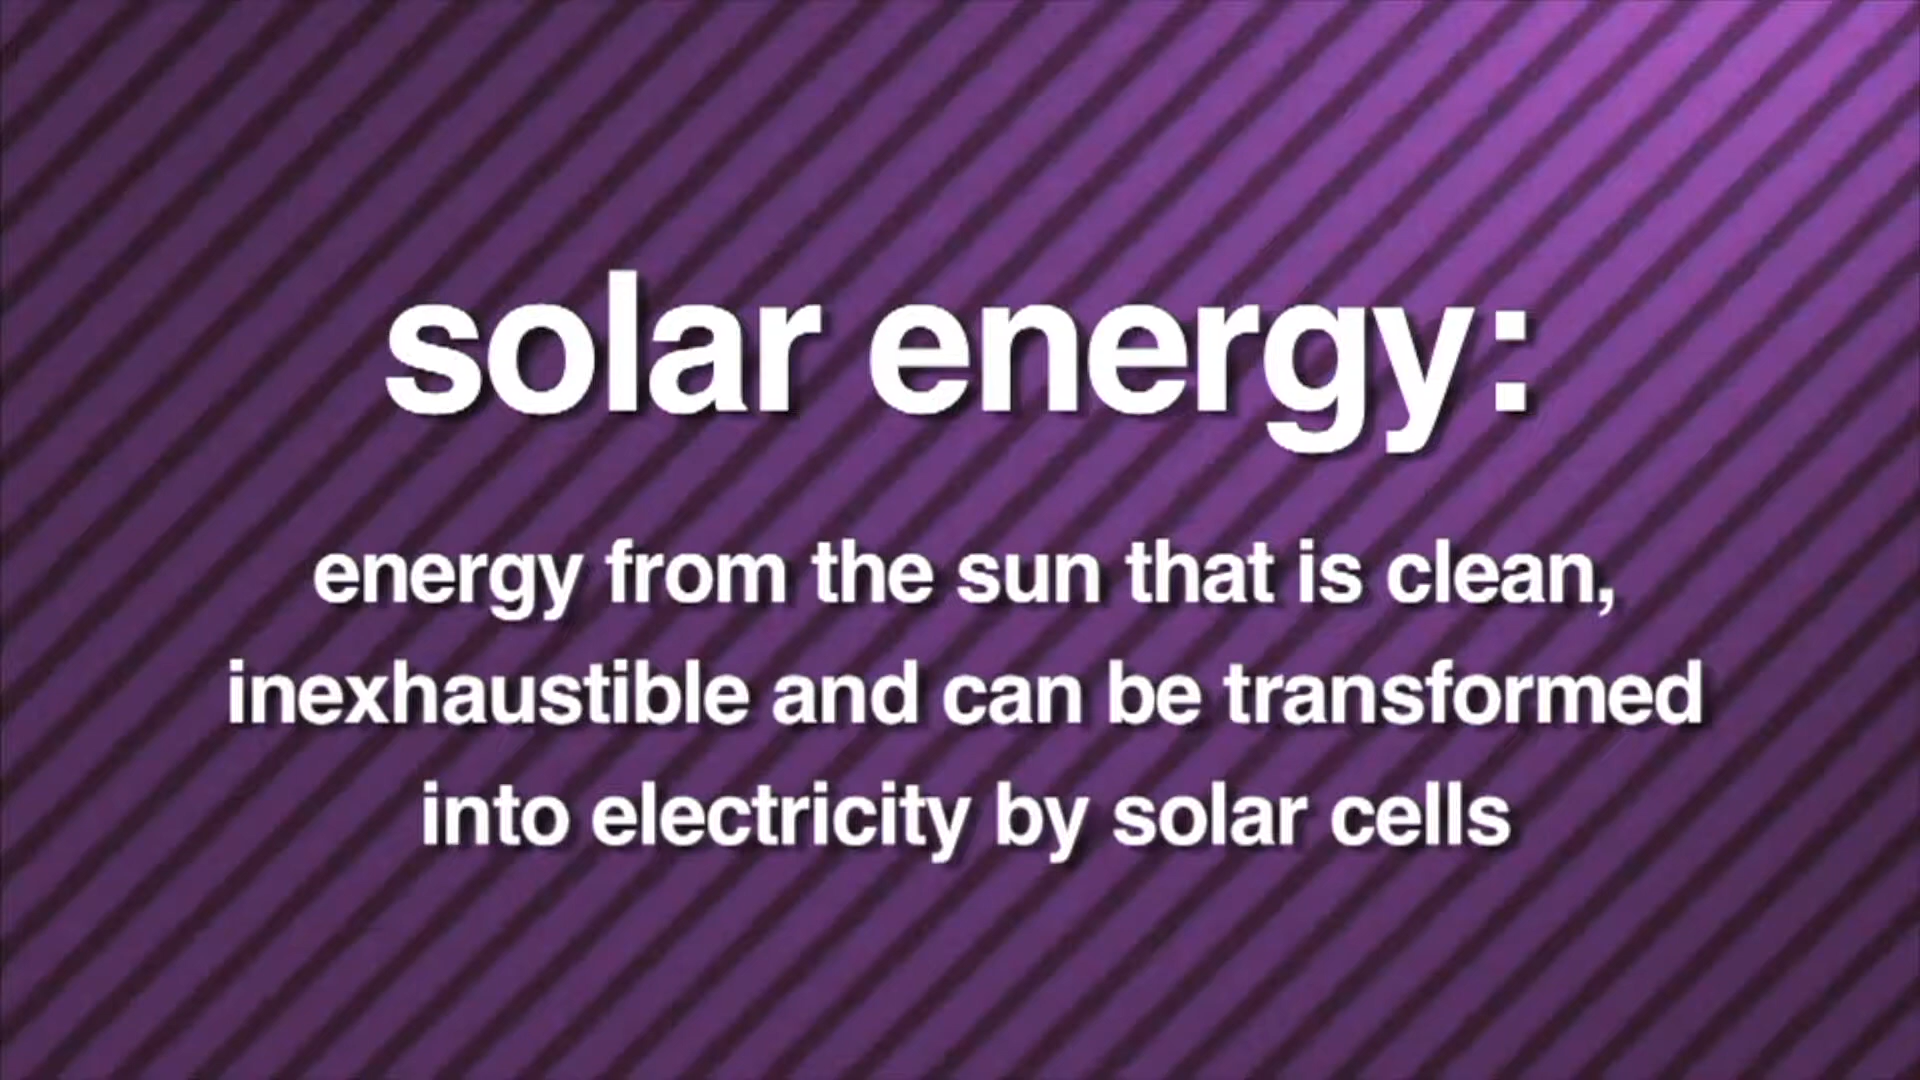 solar energy:
energy from the sun that is clean,
inexhaustible and can be transformed
into electricity by solar cells